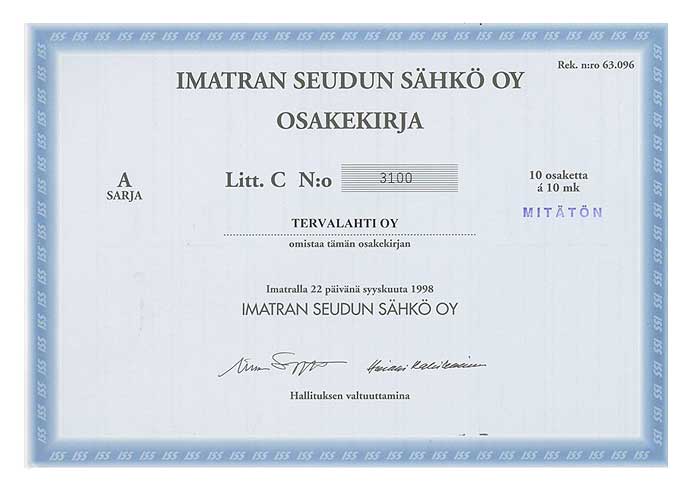 Rek. n:ro 63.096
IMATRAN SEUDUN SÄHKÖ OY
OSAKEKIRJA
A
SARJA
Litt. C N:o 3100
10 osaketta
á 10 mk
MITÄTÖN
TERVALAHTI OY
omistaa tämän osakekirjan
Imatralla 22 päivänä syyskuuta 1998
IMATRAN SEUDUN SÄHKÖ OY
Hallituksen valtuuttamina